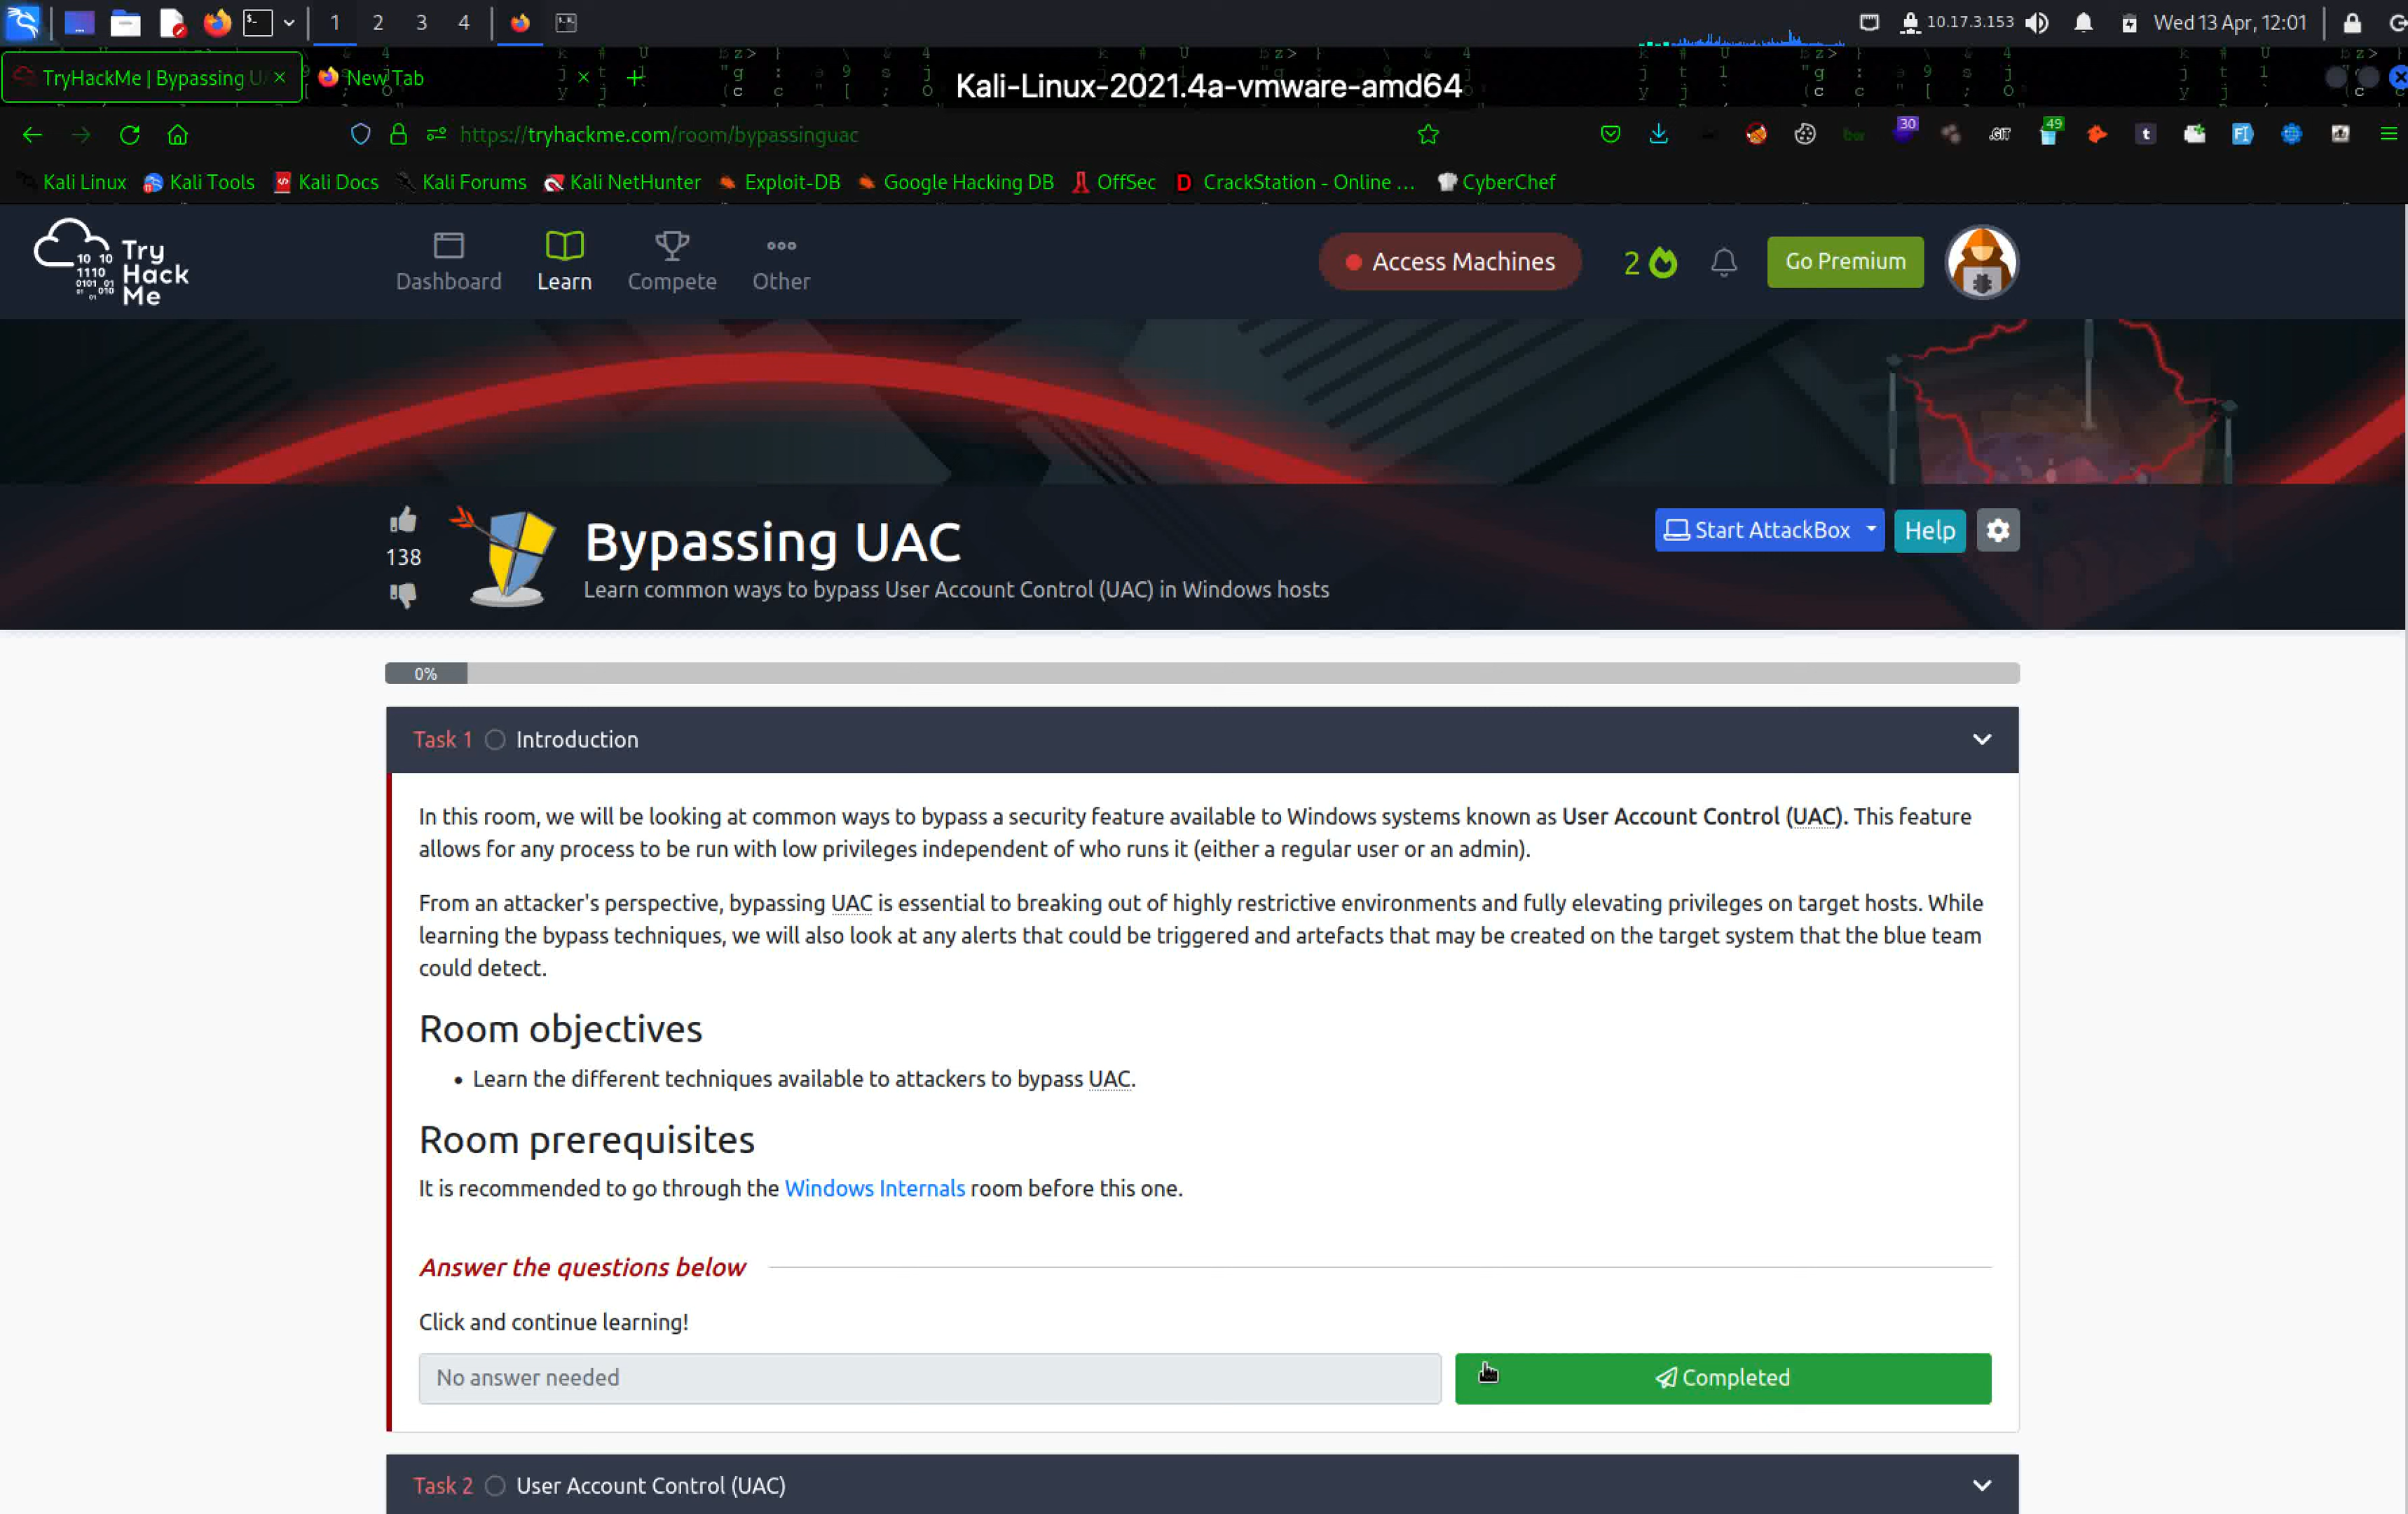 1 2 3 4 10.17.3.153 Wed 13 Apr, 12:01
TryHackMe | Bypassing U New Tab Kali-Linux-2021.4a-vmware-amd64
https://tryhackme.com/room/bypassinguac 30 .GIT 49 t
Kali Linux Kali Tools Kali Docs Kali Forums Kali NetHunter Exploit-DB Google Hacking DB OffSec CrackStation - Online ... CyberChef
Try Hack Me
Dashboard Learn Compete Other Access Machines 2 Go Premium
138
Bypassing UAC
Learn common ways to bypass User Account Control (UAC) in Windows hosts
Start AttackBox Help
0%
Task 1 Introduction
In this room, we will be looking at common ways to bypass a security feature available to Windows systems known as User Account Control (UAC). This feature
allows for any process to be run with low privileges independent of who runs it (either a regular user or an admin).
From an attacker's perspective, bypassing UAC is essential to breaking out of highly restrictive environments and fully elevating privileges on target hosts. While
learning the bypass techniques, we will also look at any alerts that could be triggered and artefacts that may be created on the target system that the blue team
could detect.
Room objectives
• Learn the different techniques available to attackers to bypass UAC.
Room prerequisites
It is recommended to go through the Windows Internals room before this one.
Answer the questions below
Click and continue learning!
No answer needed Completed
Task 2 User Account Control (UAC)